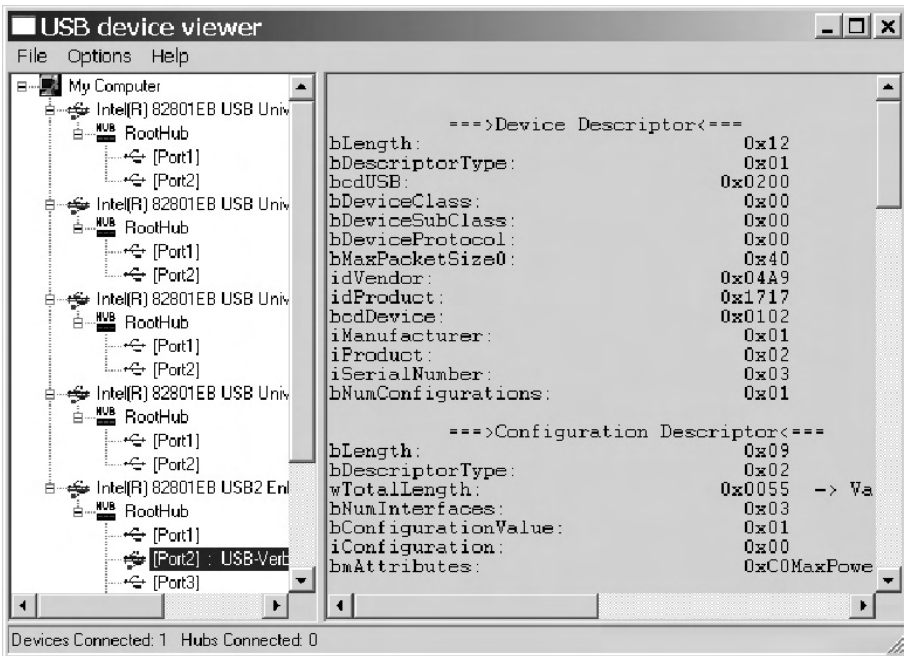 USB device viewer
File Options Help
My Computer
Intel(R) 82801EB USB Univ
HUB RootHub
[Port1]
[Port2]
Intel(R) 82801EB USB Univ
HUB RootHub
[Port1]
[Port2]
Intel(R) 82801EB USB Univ
HUB RootHub
[Port1]
[Port2]
Intel(R) 82801EB USB Univ
HUB RootHub
[Port1]
[Port2]
Intel(R) 82801EB USB2 Enl
HUB RootHub
[Port1]
[Port2] : USB-Verb
[Port3]
===>Device Descriptor<===
bLength: 0x12
bDescriptorType: 0x01
bcdUSB: 0x0200
bDeviceClass: 0x00
bDeviceSubClass: 0x00
bDeviceProtocol: 0x00
bMaxPacketSize0: 0x40
idVendor: 0x04A9
idProduct: 0x1717
bcdDevice: 0x0102
iManufacturer: 0x01
iProduct: 0x02
iSerialNumber: 0x03
bNumConfigurations: 0x01
===>Configuration Descriptor<===
bLength: 0x09
bDescriptorType: 0x02
wTotalLength: 0x0055 -> Va
bNumInterfaces: 0x03
bConfigurationValue: 0x01
iConfiguration: 0x00
bmAttributes: 0xC0MaxPowe
Devices Connected: 1 Hubs Connected: 0